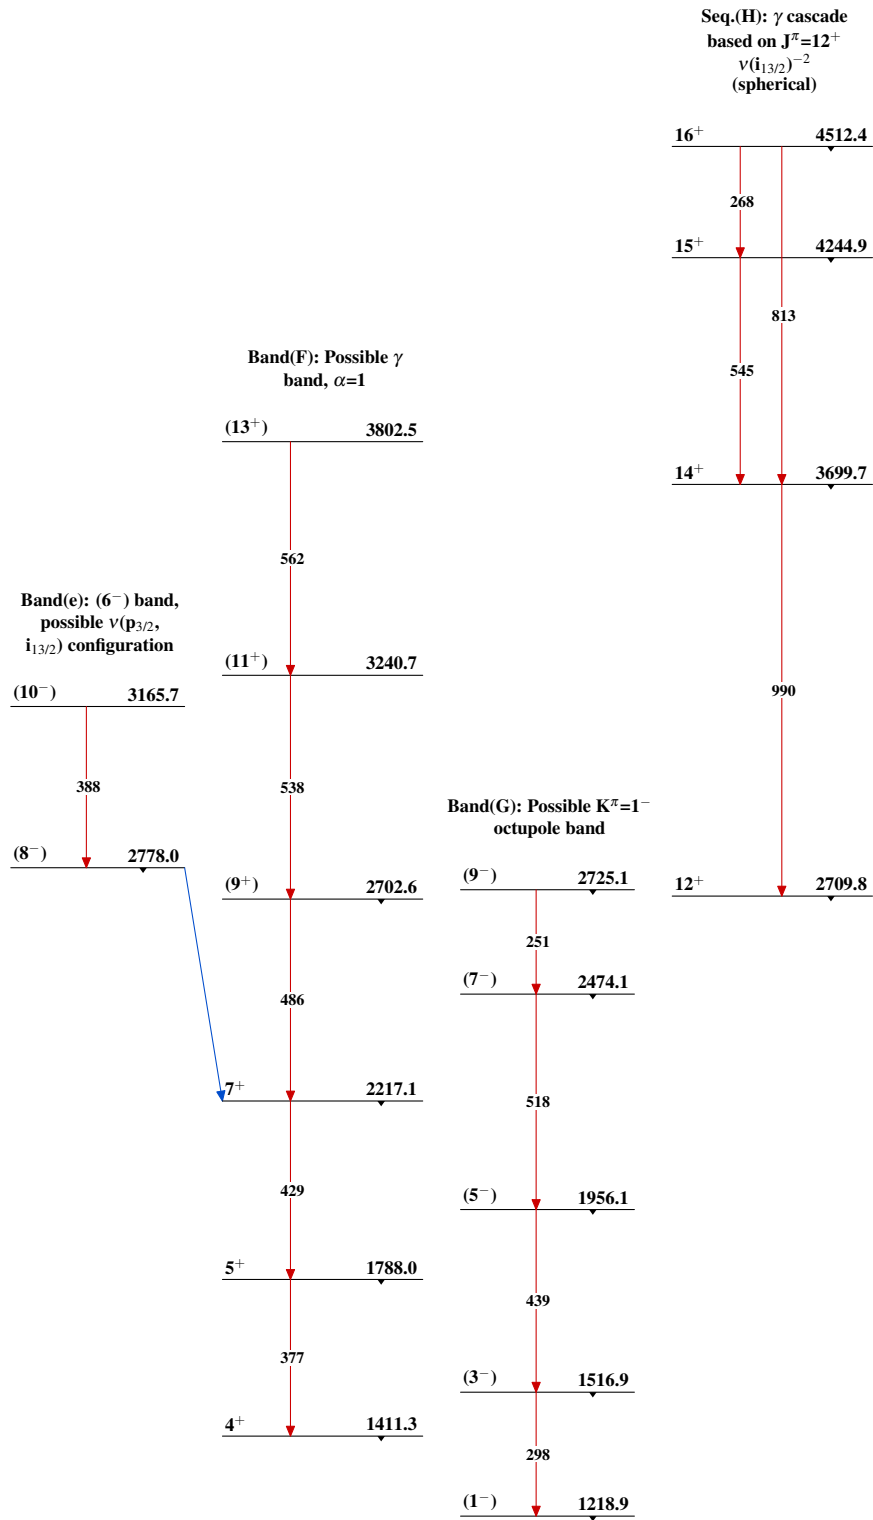 Seq.(H): γ cascade
based on J^π=12⁺
ν(i₁₃/₂)⁻²
(spherical)
16⁺ 4512.4
268
15⁺ 4244.9
813
545
14⁺ 3699.7
990
12⁺ 2709.8
Band(F): Possible γ
band, α=1
(13⁺) 3802.5
562
(11⁺) 3240.7
538
(9⁺) 2702.6
486
7⁺ 2217.1
429
5⁺ 1788.0
377
4⁺ 1411.3
Band(e): (6⁻) band,
possible ν(p₃/₂,
i₁₃/₂) configuration
(10⁻) 3165.7
388
(8⁻) 2778.0
Band(G): Possible K^π=1⁻
octupole band
(9⁻) 2725.1
251
(7⁻) 2474.1
518
(5⁻) 1956.1
439
(3⁻) 1516.9
298
(1⁻) 1218.9